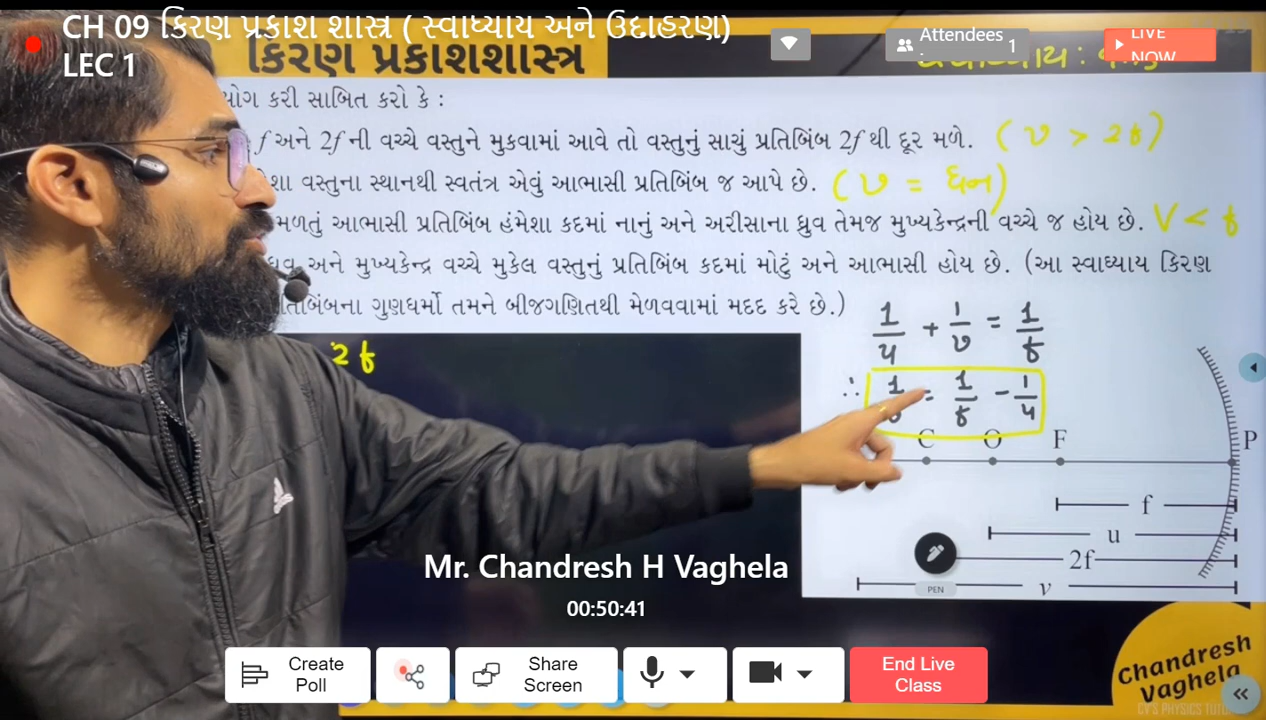 CH 09 કિરણ પ્રકાશ શાસ્ત્ર ( સ્વાધ્યાય અને ઉદાહરણ)
LEC 1
Attendees
1
LIVE
NOW
કિરણ પ્રકાશશાસ્ત્ર
કરી સાબિત કરો કે :
f અને 2f ની વચ્ચે વસ્તુને મુકવામાં આવે તો વસ્તુનું સાચું પ્રતિબિંબ 2f થી દૂર મળે. ( v > 2f )
વસ્તુના સ્થાનથી સ્વતંત્ર એવું આભાસી પ્રતિબિંબ જ આપે છે. ( v = ધન )
મળતું આભાસી પ્રતિબિંબ હંમેશા કદમાં નાનું અને અરીસાના ધ્રુવ તેમજ મુખ્યકેન્દ્રની વચ્ચે જ હોય છે. v < f
અને મુખ્યકેન્દ્ર વચ્ચે મુકેલ વસ્તુનું પ્રતિબિંબ કદમાં મોટું અને આભાસી હોય છે. (આ સ્વાધ્યાય કિરણ
ગુણધર્મો તમને બીજગણિતથી મેળવવામાં મદદ કરે છે.)
1/u + 1/v = 1/f
2f
∴ = 1/f - 1/u
C O F P
f
u
2f
v
PEN
Mr. Chandresh H Vaghela
00:50:41
Create Poll
Share Screen
End Live Class
Chandresh
Vaghela